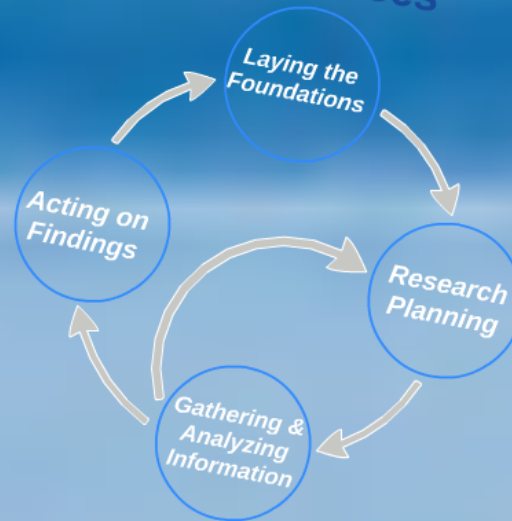 Laying the
Foundations
Acting on
Findings
Research
Planning
Gathering &
Analyzing
Information